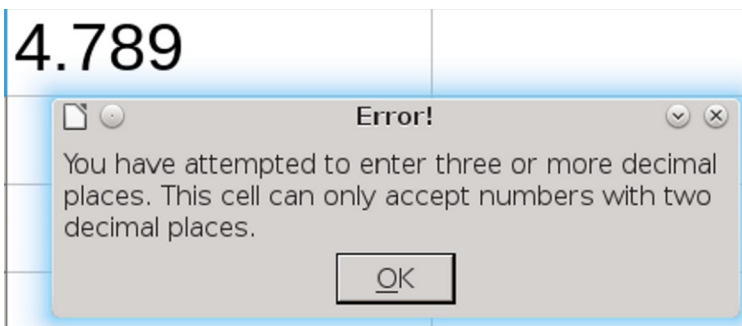 4.789
Error!
You have attempted to enter three or more decimal
places. This cell can only accept numbers with two
decimal places.
OK